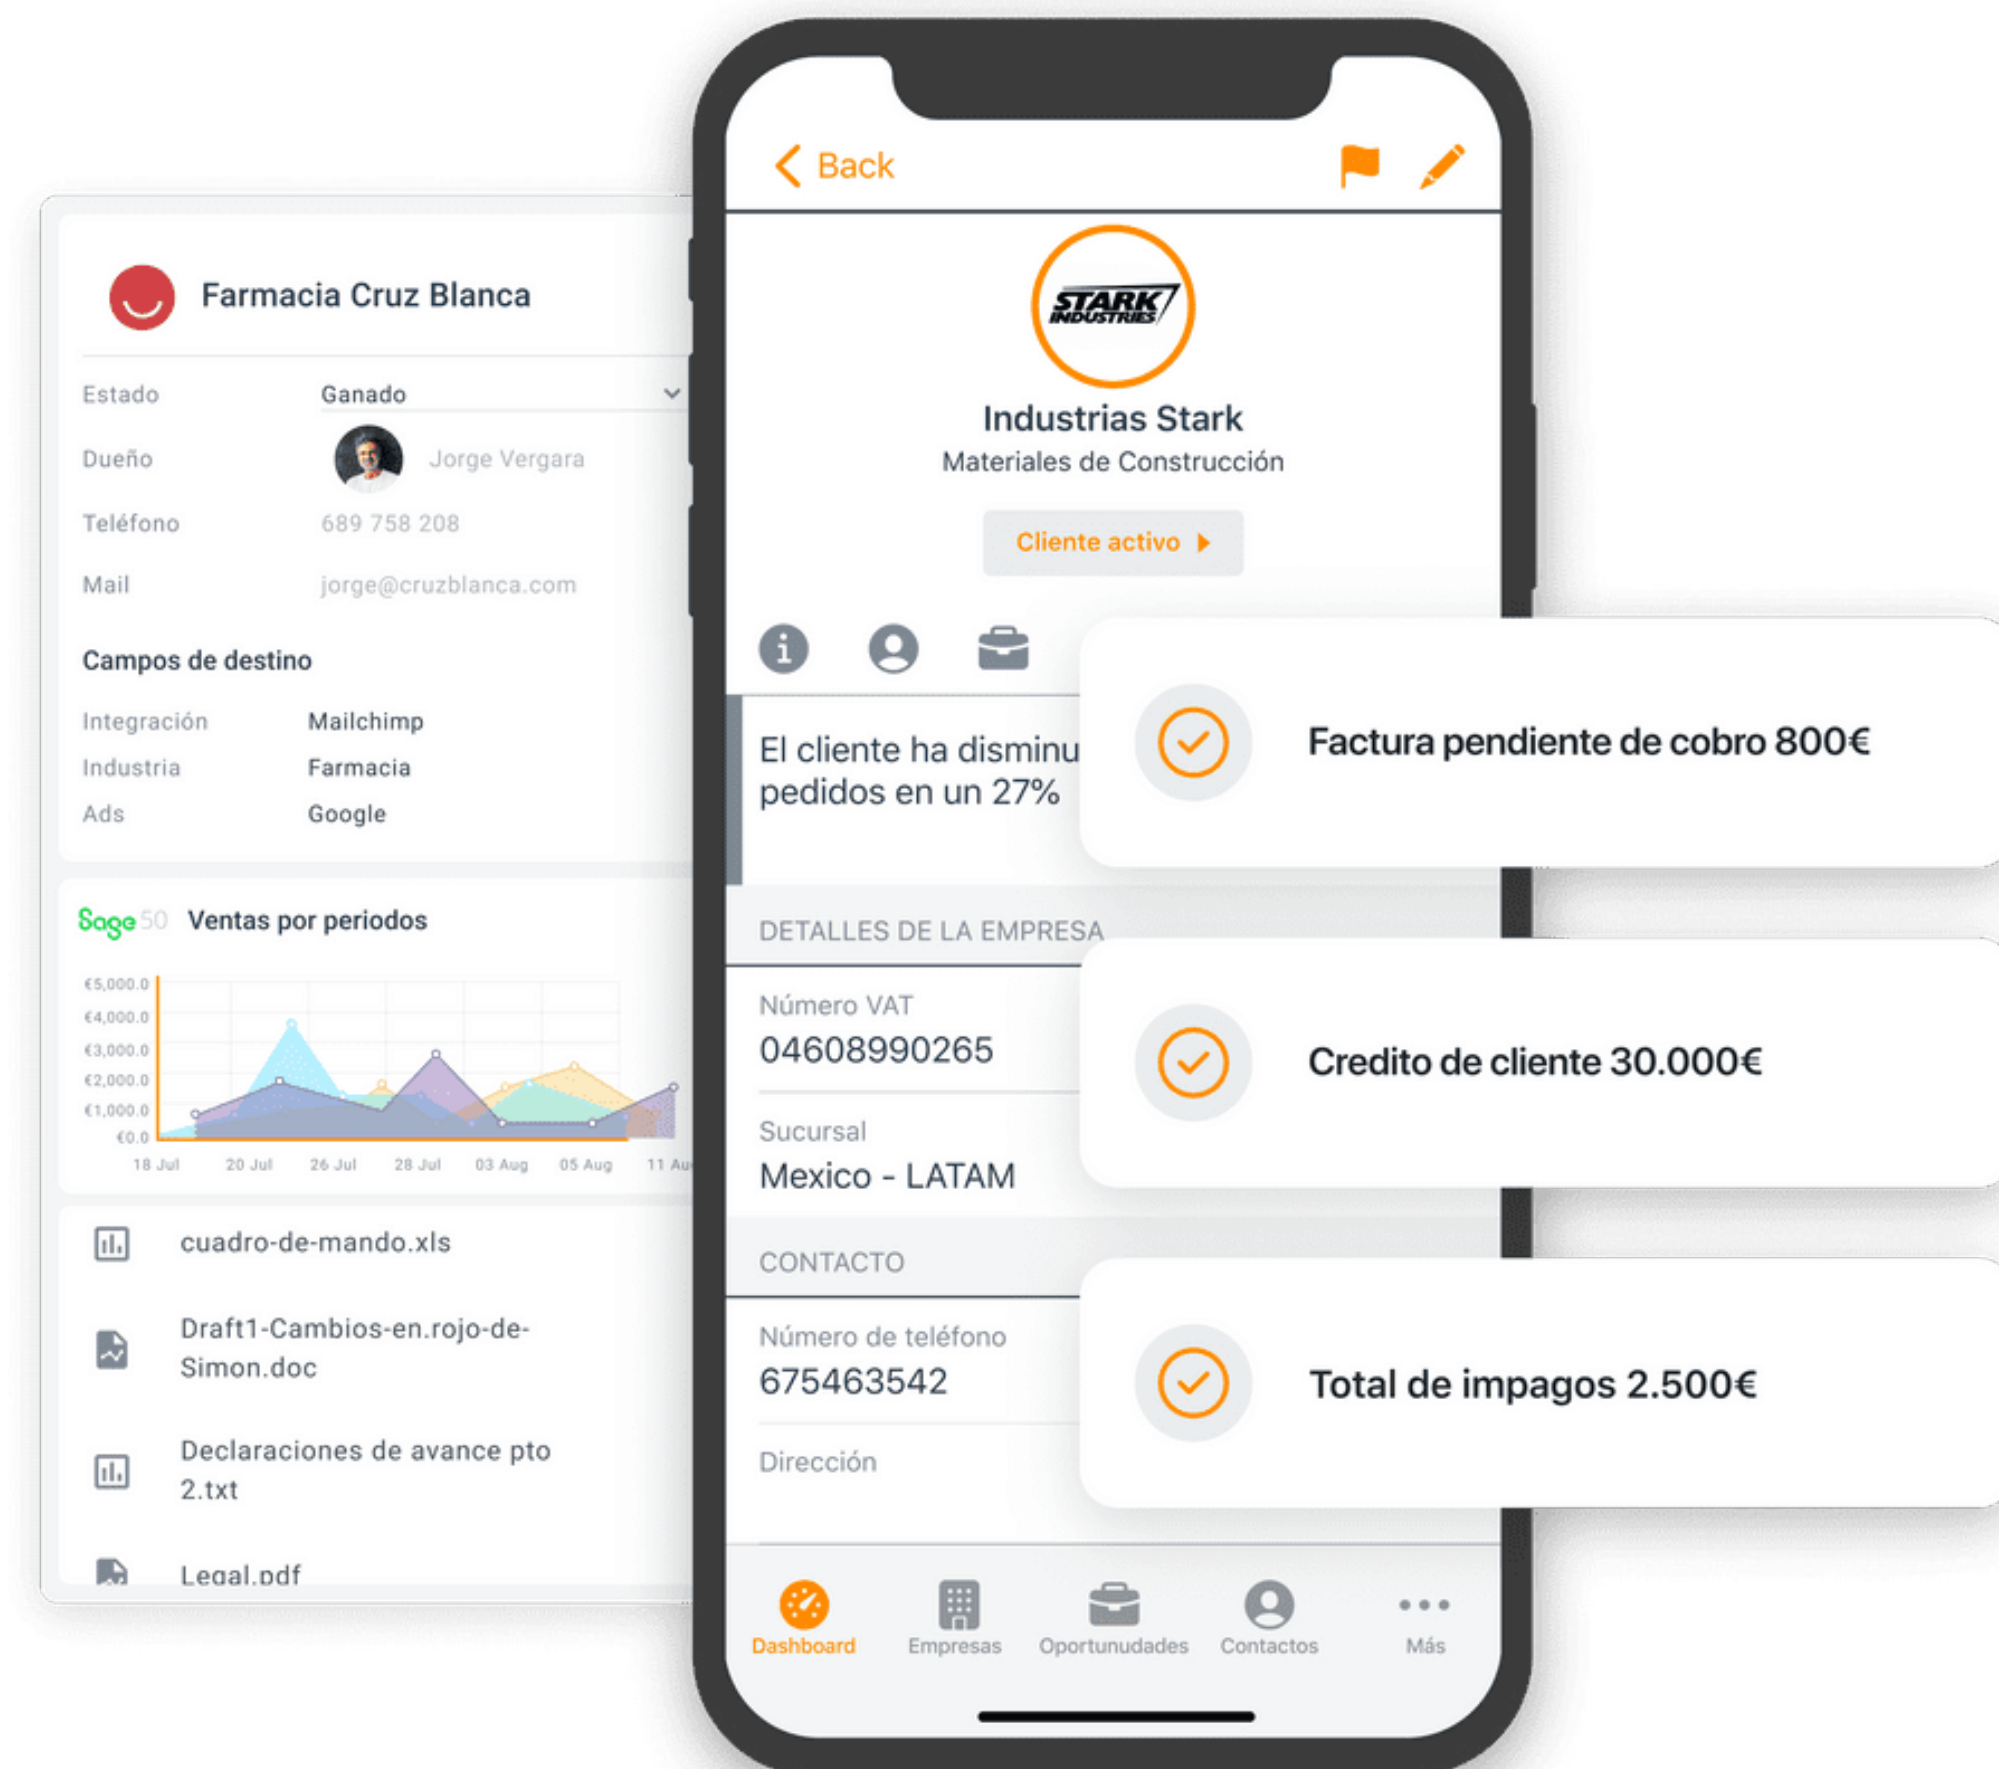 Farmacia Cruz Blanca
Estado Ganado
Dueño Jorge Vergara
Teléfono 689 758 208
Mail jorge@cruzblanca.com
Campos de destino
Integración Mailchimp
Industria Farmacia
Ads Google
Sage 50 Ventas por periodos
€5,000.0
€4,000.0
€3,000.0
€2,000.0
€1,000.0
€0.0
18 Jul 20 Jul 26 Jul 28 Jul 03 Aug 05 Aug 11 Au
cuadro-de-mando.xls
Draft1-Cambios-en.rojo-de-
Simon.doc
Declaraciones de avance pto
2.txt
Legal.pdf
Back
STARK
INDUSTRIES
Industrias Stark
Materiales de Construcción
Cliente activo
El cliente ha disminu
pedidos en un 27%
DETALLES DE LA EMPRESA
Número VAT
04608990265
Sucursal
Mexico - LATAM
CONTACTO
Número de teléfono
675463542
Dirección
Dashboard Empresas Oportunudades Contactos Más
Factura pendiente de cobro 800€
Credito de cliente 30.000€
Total de impagos 2.500€